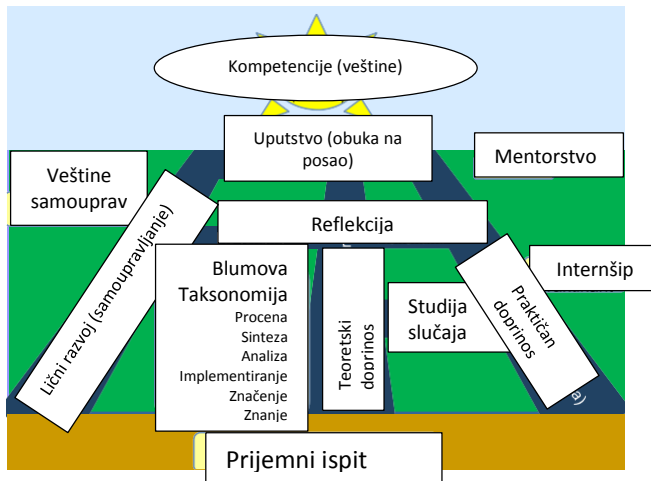 Kompetencije (veštine)
Uputstvo (obuka na
posao)
Mentorstvo
Veštine
samouprav
Lični razvoj (samoupravljanje)
Reflekcija
Blumova
Taksonomija
Procena
Sinteza
Analiza
Implementiranje
Značenje
Znanje
Teoretski
doprinos
Studija
slučaja
Praktičan
doprinos
Internšip
a)
Prijemni ispit